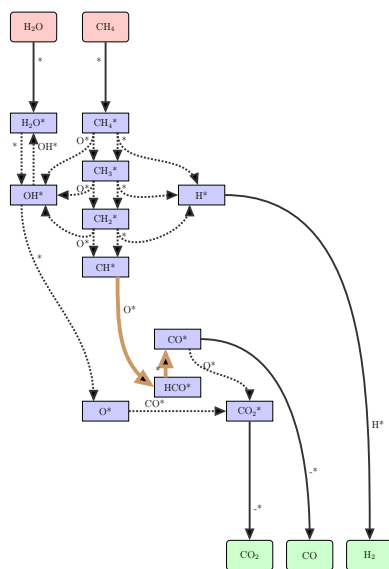 H₂O CH₄
* *
H₂O* CH₄*
* OH* O* *
CH₃*
O* *
OH* H*
CH₂*
O* *
CH*
*
O*
CO*
* O*
HCO*
CO*
O* CO₂*
H*
-*
-*
CO₂ CO H₂